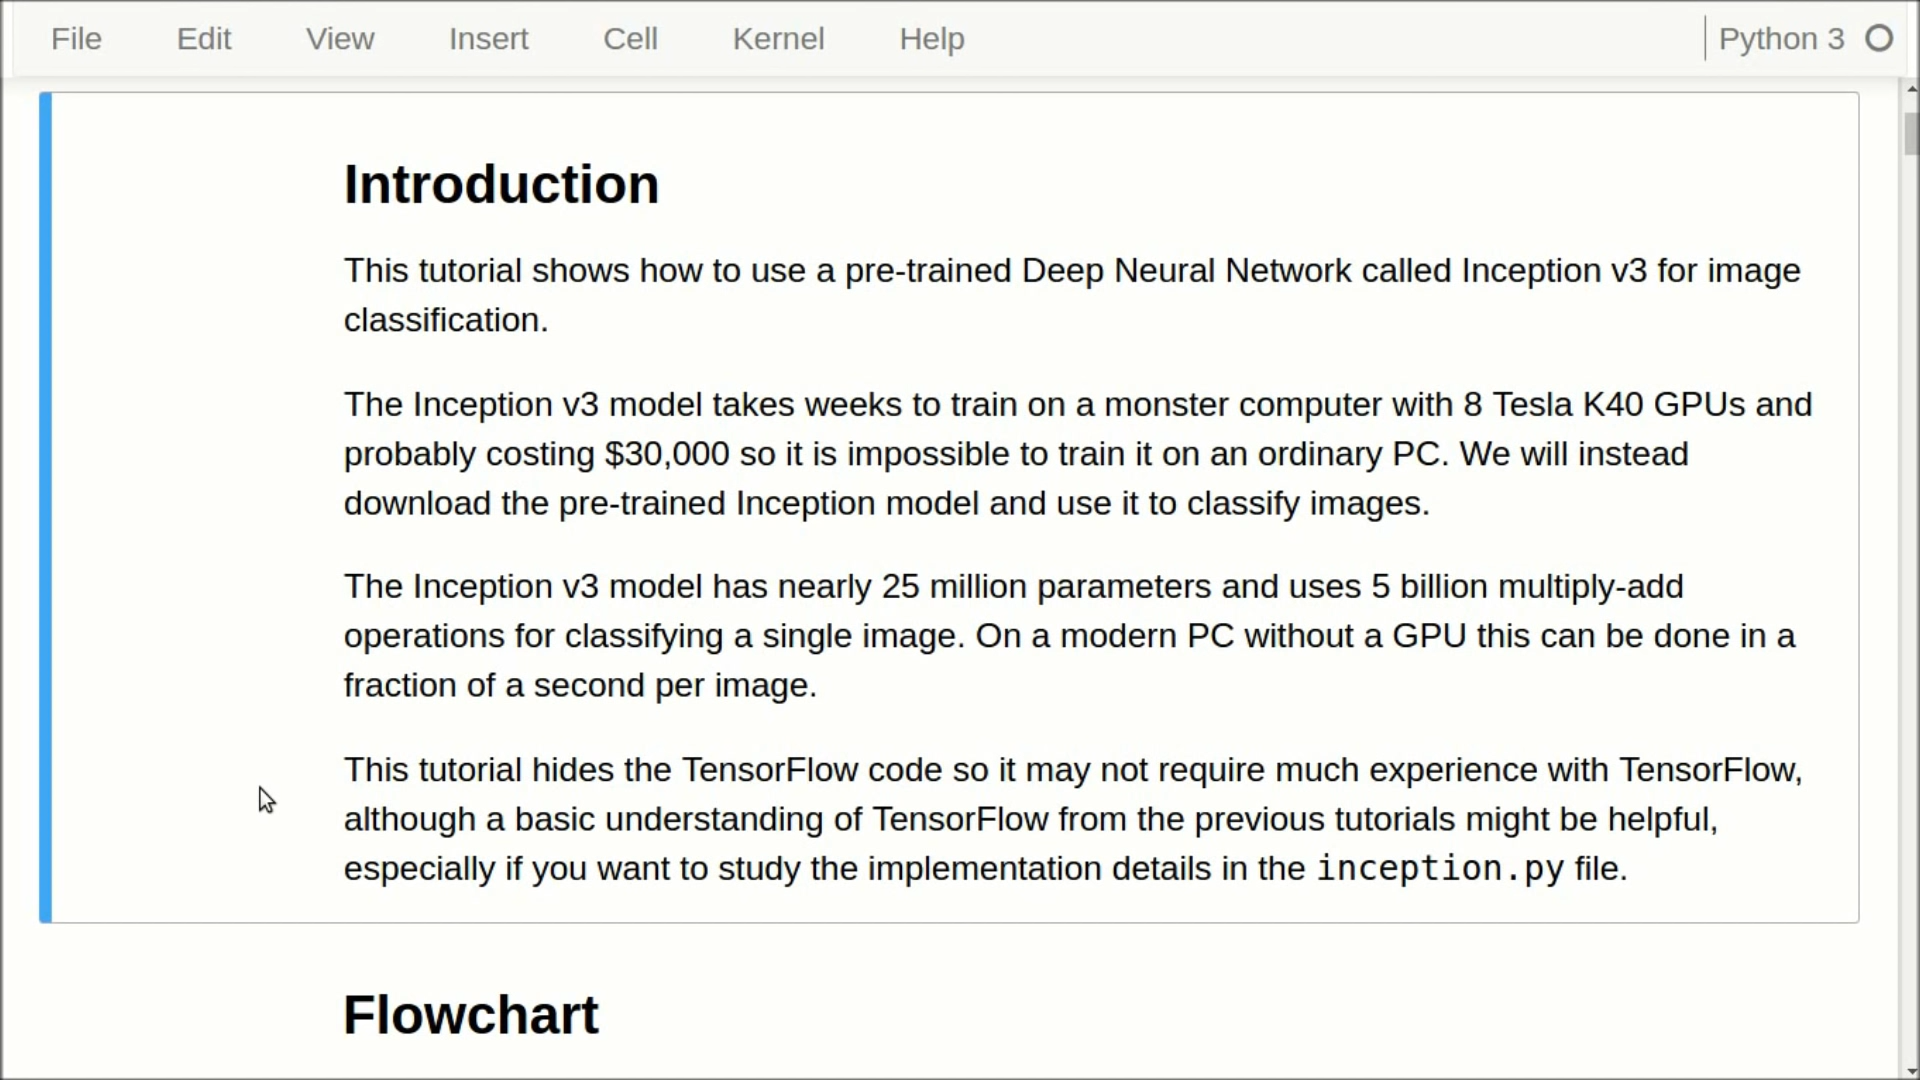 File Edit View Insert Cell Kernel Help Python 3
Introduction
This tutorial shows how to use a pre-trained Deep Neural Network called Inception v3 for image
classification.
The Inception v3 model takes weeks to train on a monster computer with 8 Tesla K40 GPUs and
probably costing $30,000 so it is impossible to train it on an ordinary PC. We will instead
download the pre-trained Inception model and use it to classify images.
The Inception v3 model has nearly 25 million parameters and uses 5 billion multiply-add
operations for classifying a single image. On a modern PC without a GPU this can be done in a
fraction of a second per image.
This tutorial hides the TensorFlow code so it may not require much experience with TensorFlow,
although a basic understanding of TensorFlow from the previous tutorials might be helpful,
especially if you want to study the implementation details in the inception.py file.
Flowchart